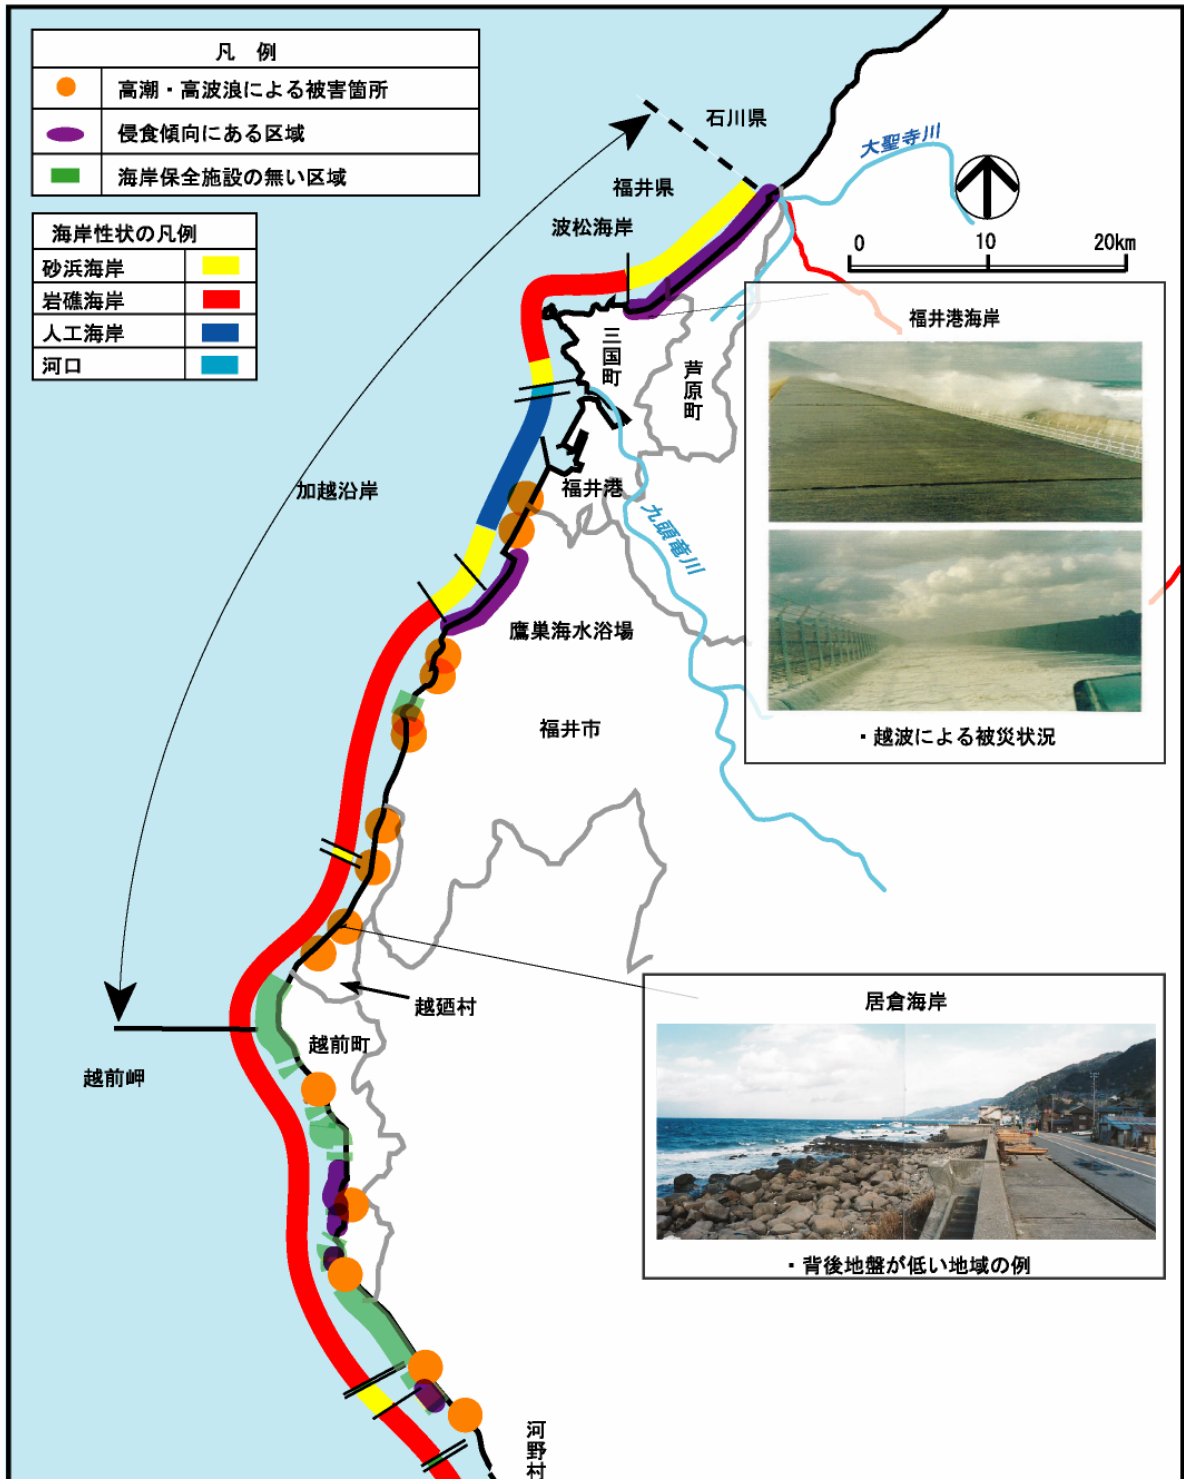 凡 例
高潮・高波浪による被害箇所
侵食傾向にある区域
海岸保全施設の無い区域
海岸性状の凡例
砂浜海岸
岩礁海岸
人工海岸
河口
石川県
大聖寺川
福井県
波松海岸
0 10 20km
三国町
芦原町
福井港海岸
加越沿岸
福井港
九頭竜川
鷹巣海水浴場
福井市
・越波による被災状況
越廼村
越前町
越前岬
居倉海岸
・背後地盤が低い地域の例
河野村